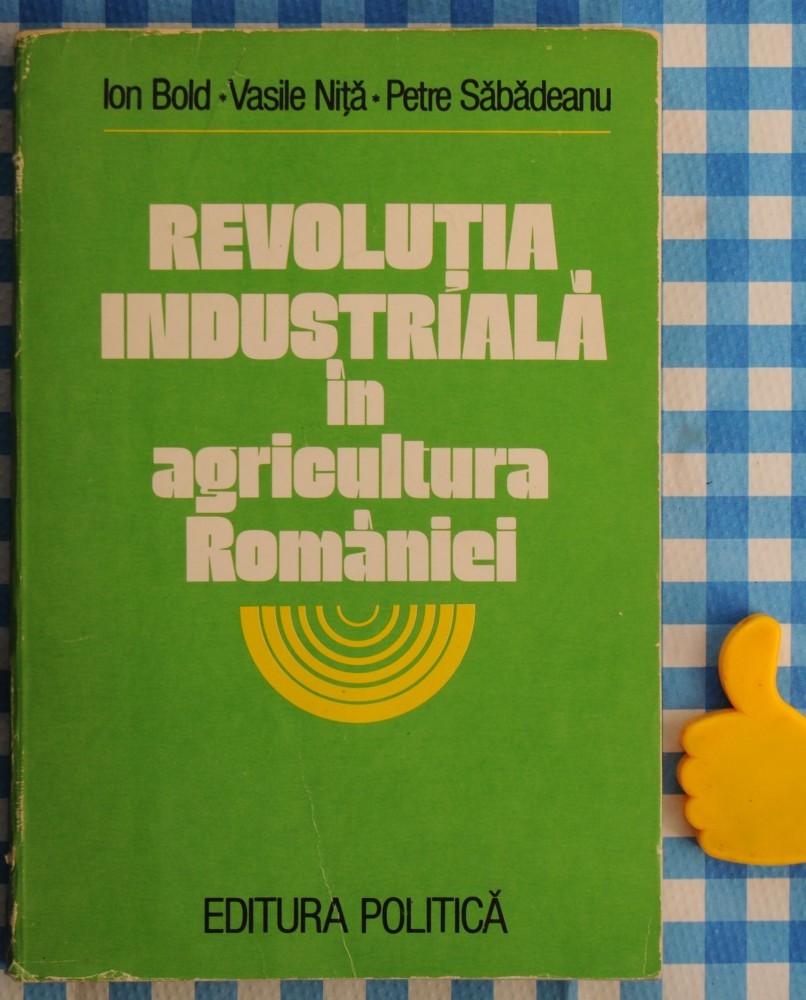 Ion Bold * Vasile Niță * Petre Săbădeanu
REVOLUȚIA
INDUSTRIALĂ
în
agricultura
României
EDITURA POLITICĂ